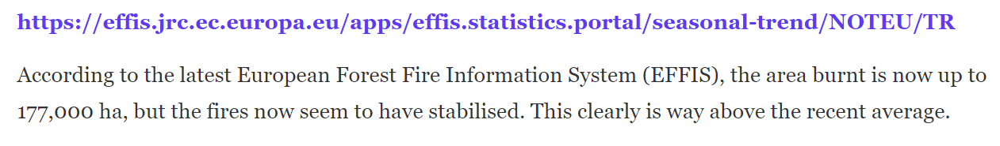 https://effis.jrc.ec.europa.eu/apps/effis.statistics.portal/seasonal-trend/NOTEU/TR
According to the latest European Forest Fire Information System (EFFIS), the area burnt is now up to
177,000 ha, but the fires now seem to have stabilised. This clearly is way above the recent average.